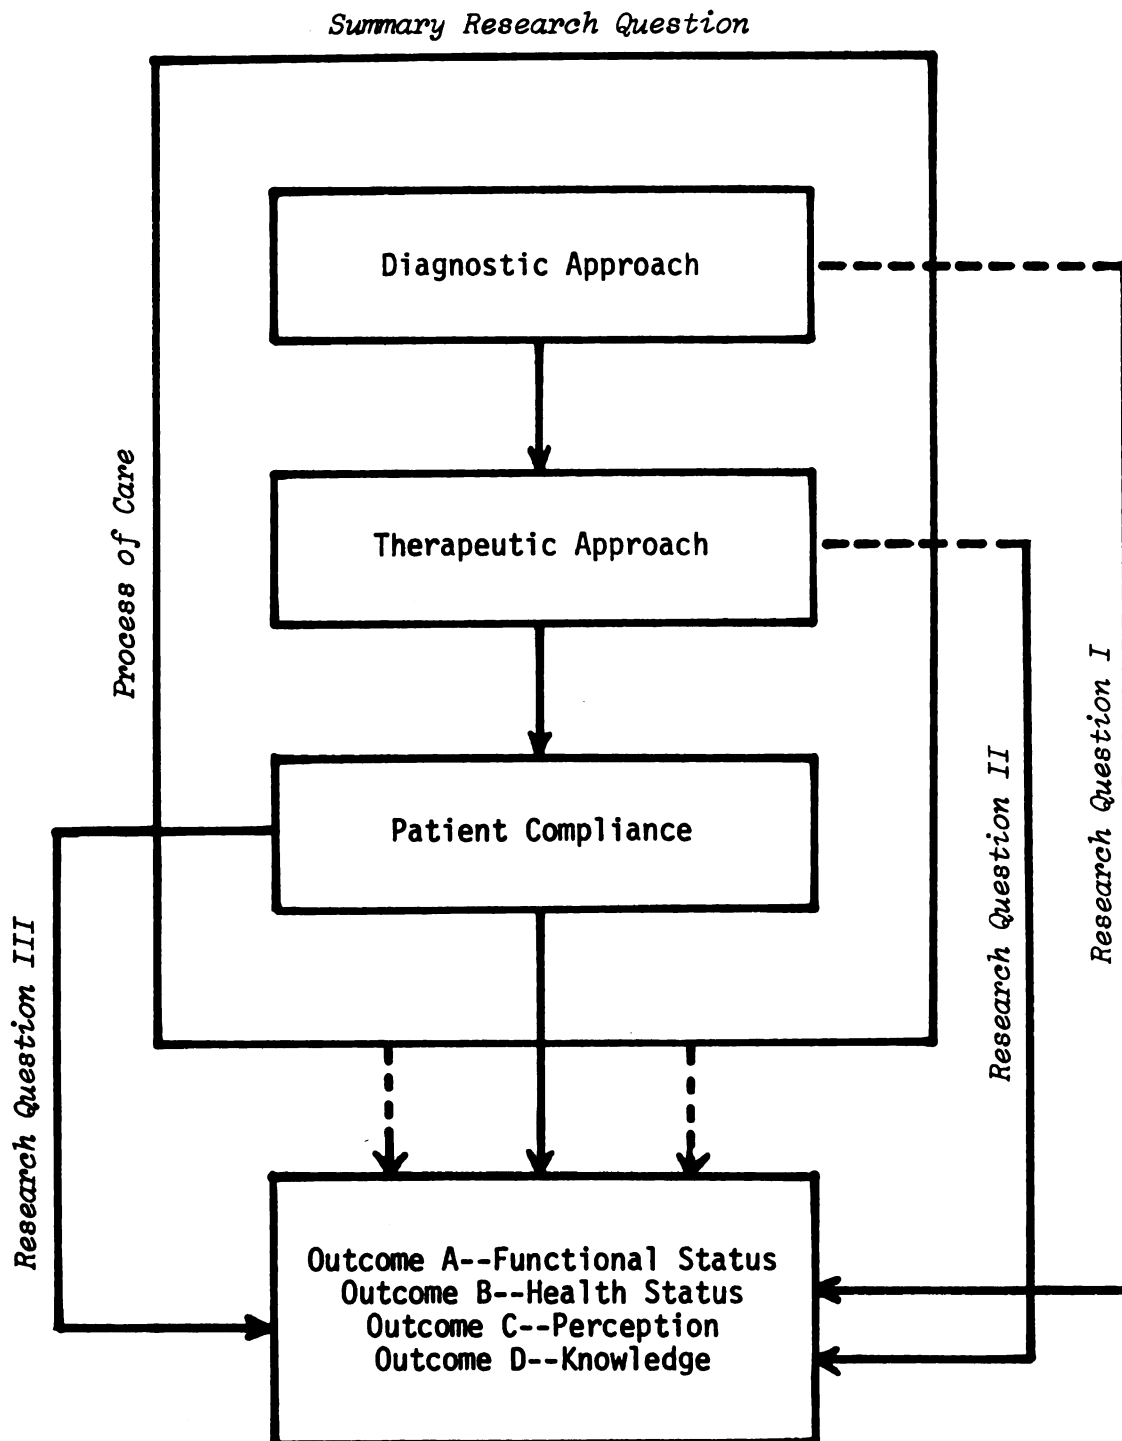 Summary Research Question
Diagnostic Approach
Process of Care
Therapeutic Approach
Research Question I
Research Question II
Patient Compliance
Research Question III
Outcome A--Functional Status
Outcome B--Health Status
Outcome C--Perception
Outcome D--Knowledge